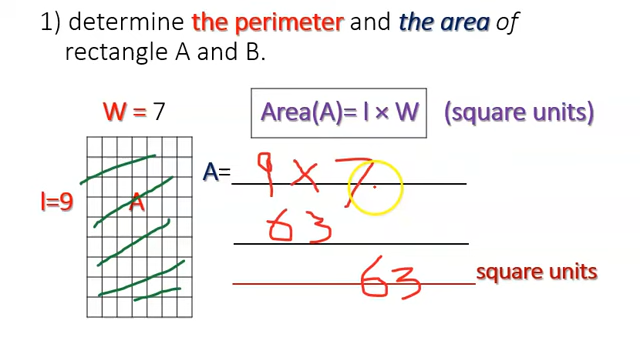 1) determine the perimeter and the area of
rectangle A and B.
W = 7 Area(A)= l × W (square units)
A= 9 × 7
l=9 A
63
63 square units